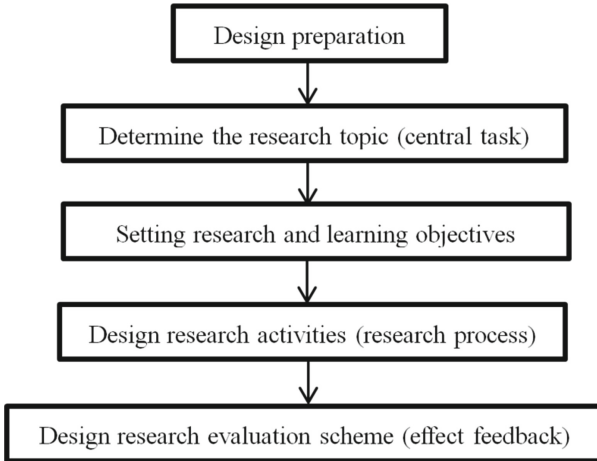 Design preparation
Determine the research topic (central task)
Setting research and learning objectives
Design research activities (research process)
Design research evaluation scheme (effect feedback)